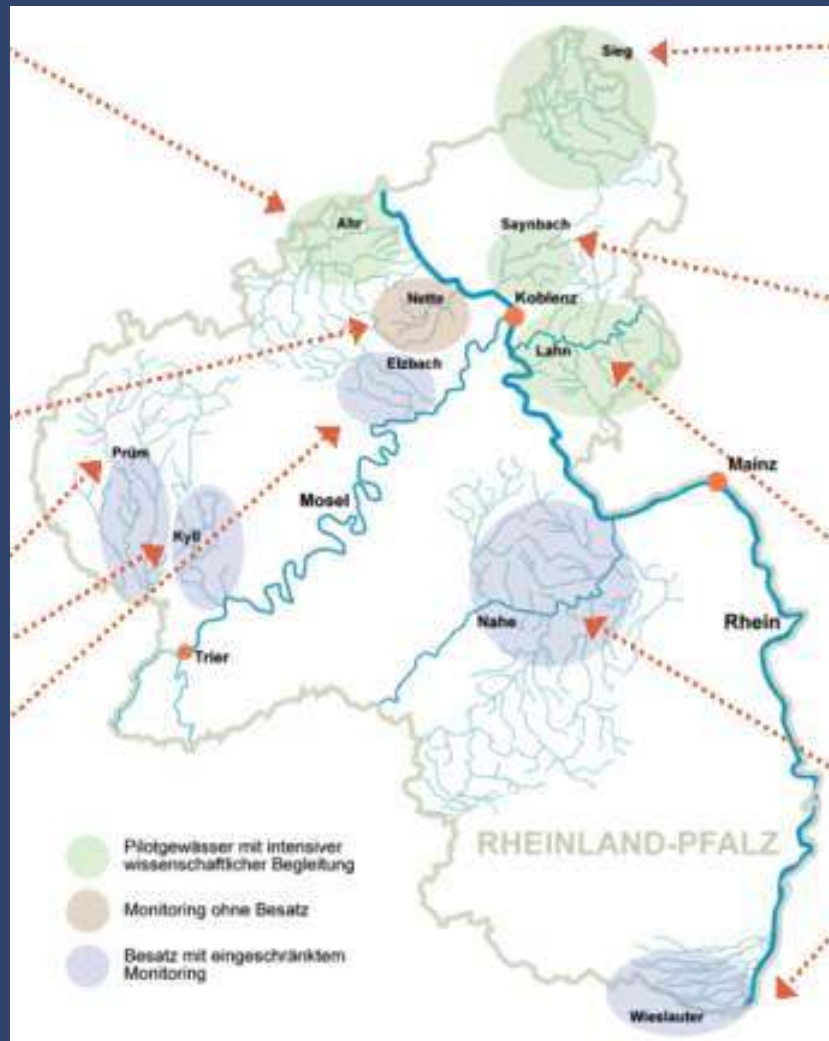 Sieg
Ahr
Saynbach
Nette
Koblenz
Elzbach
Lahn
Prüm
Mainz
Mosel
Kyll
Nahe
Rhein
Trier
RHEINLAND-PFALZ
Pilotgewässer mit intensiver
wissenschaftlicher Begleitung
Monitoring ohne Besatz
Besatz mit eingeschränktem
Monitoring
Wieslauter